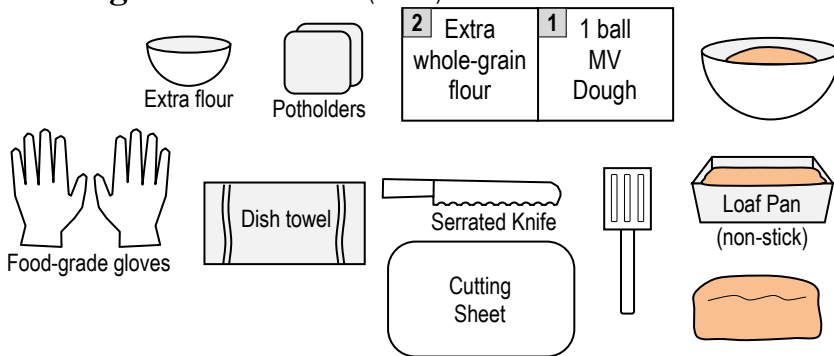 Extra flour
Potholders
2 Extra
whole-grain
flour
1 1 ball
MV
Dough
Food-grade gloves
Dish towel
Serrated Knife
Cutting
Sheet
Loaf Pan
(non-stick)